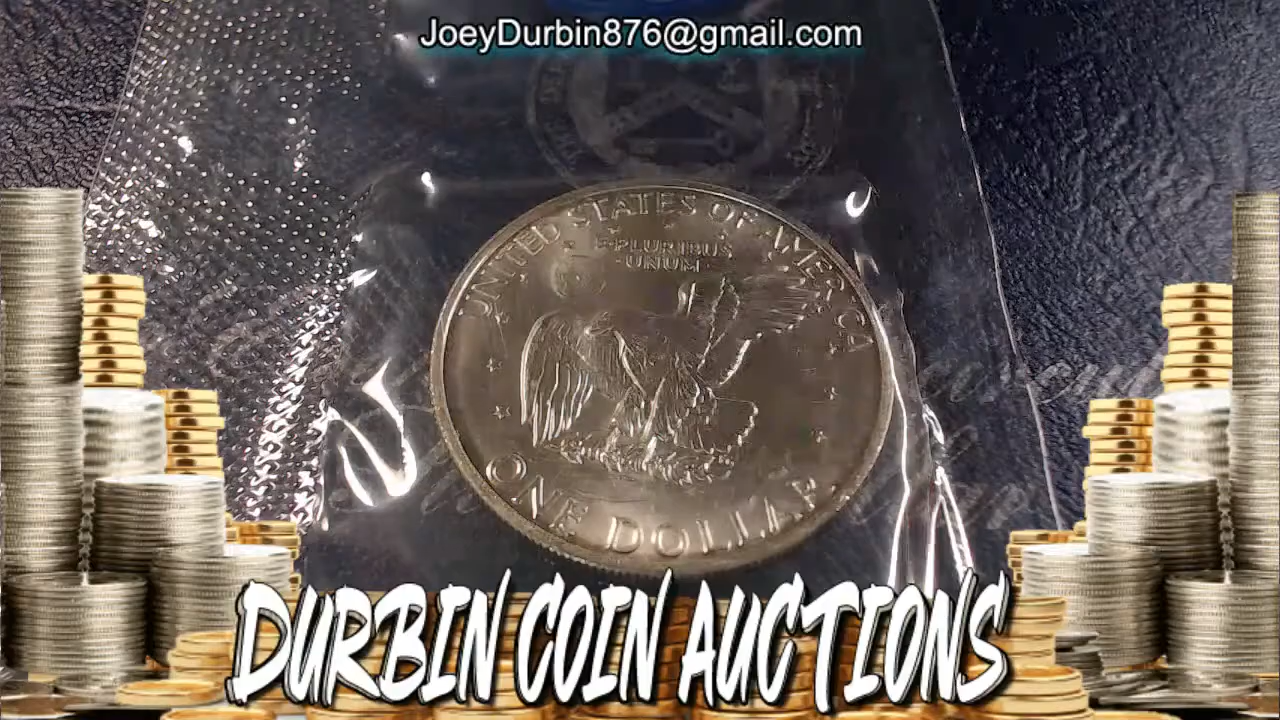 JoeyDurbin876@gmail.com
UNITED STATES OF AMERICA
E PLURIBUS
UNUM
ONE DOLLAR
DURBIN COIN AUCTIONS